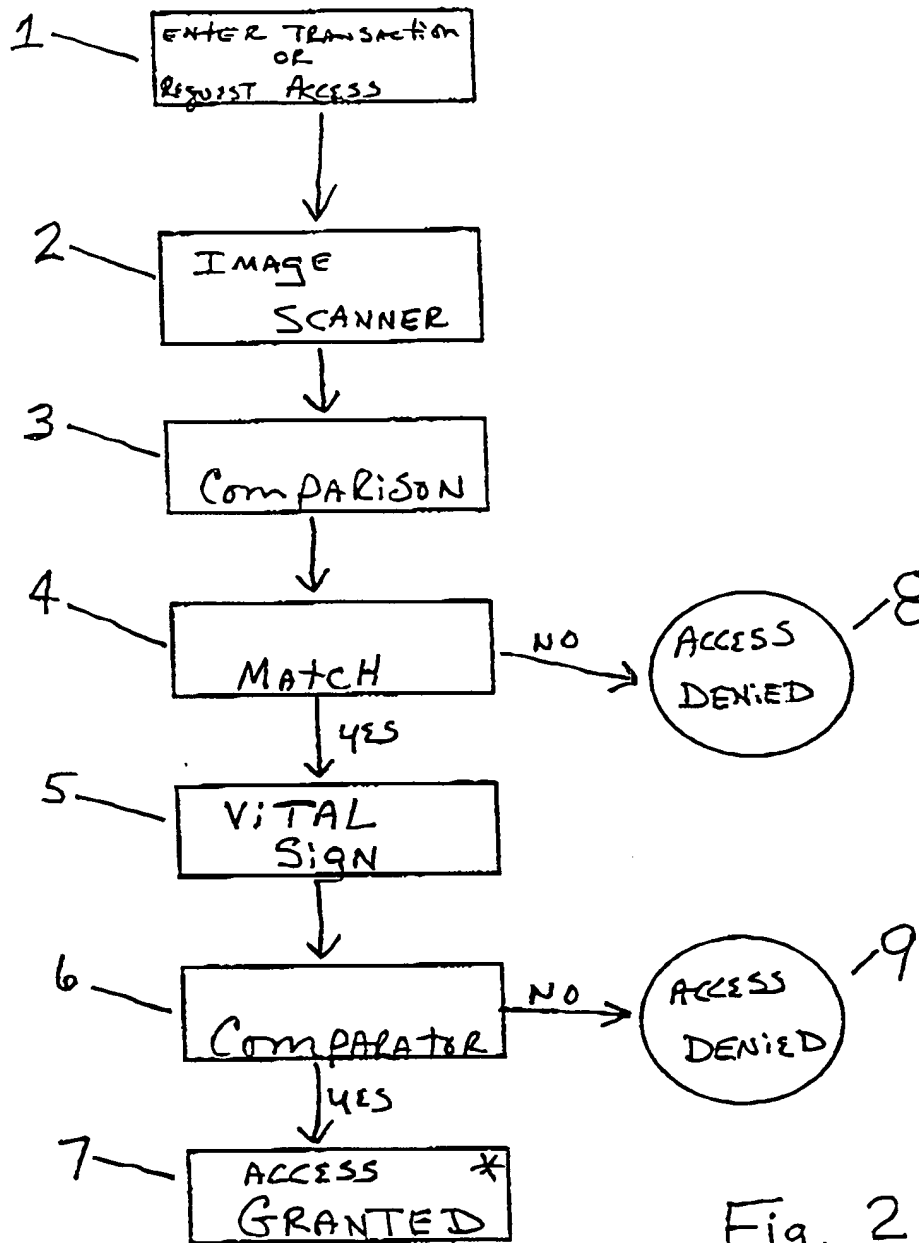 1
ENTER TRANSACTION
OR
REQUEST ACCESS
2
IMAGE
SCANNER
3
COMPARISON
4
MATCH
NO
ACCESS
DENIED
8
YES
5
VITAL
SIGN
6
COMPARATOR
NO
ACCESS
DENIED
9
YES
7
ACCESS *
GRANTED
Fig. 2